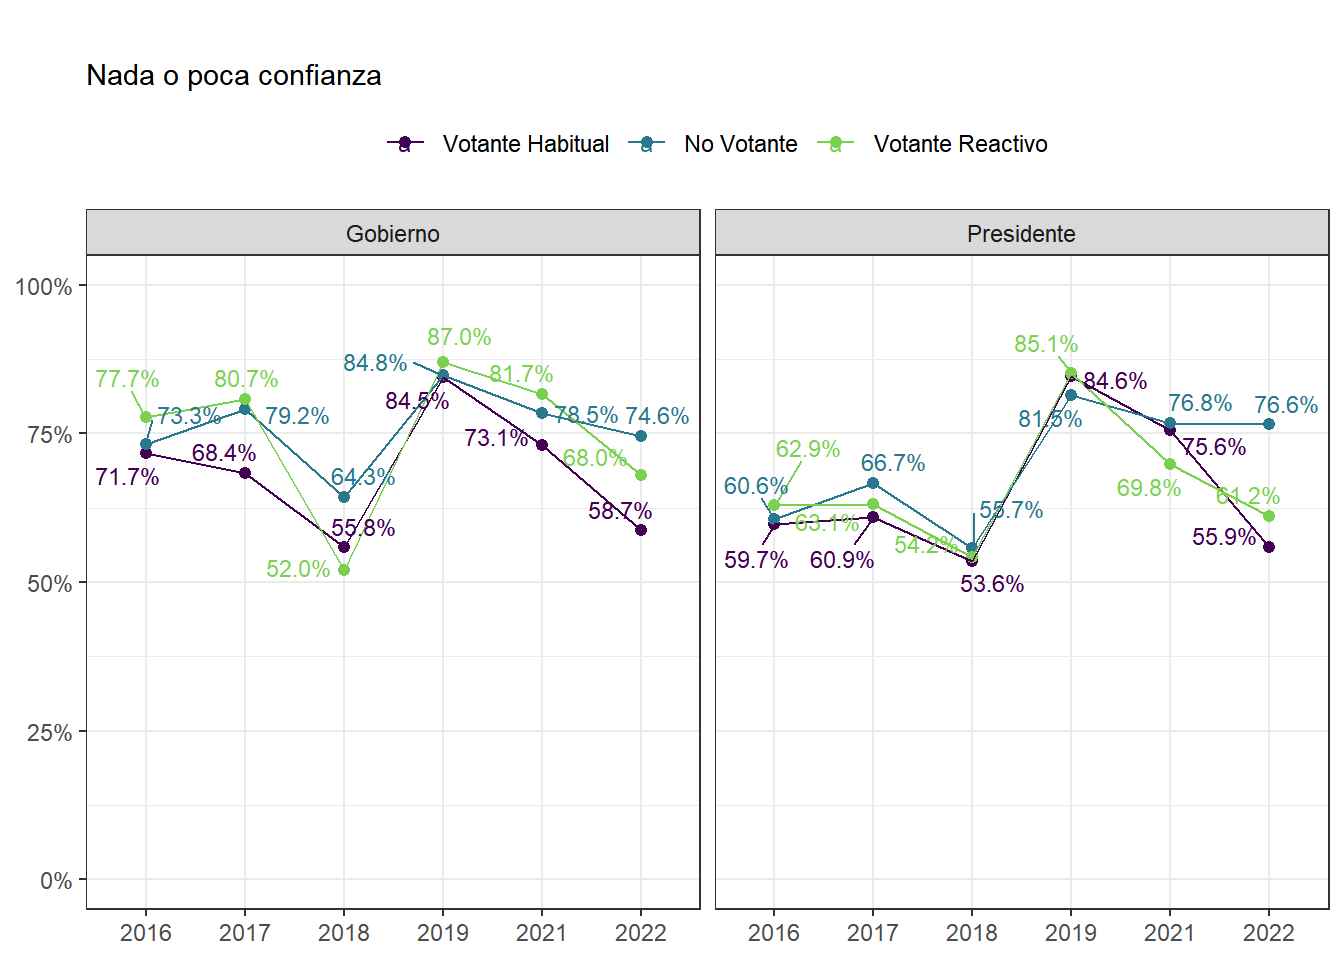 Nada o poca confianza
a Votante Habitual a No Votante a Votante Reactivo
Gobierno Presidente
100%
75%
50%
25%
0%
77.7% 80.7% 52.0% 87.0% 81.7% 68.0%
73.3% 79.2% 64.3% 84.8% 78.5% 74.6%
71.7% 68.4% 55.8% 84.5% 73.1% 58.7%
62.9% 63.1% 54.2% 85.1% 69.8% 61.2%
60.6% 66.7% 55.7% 81.5% 76.8% 76.6%
59.7% 60.9% 53.6% 84.6% 75.6% 55.9%
2016 2017 2018 2019 2021 2022
2016 2017 2018 2019 2021 2022